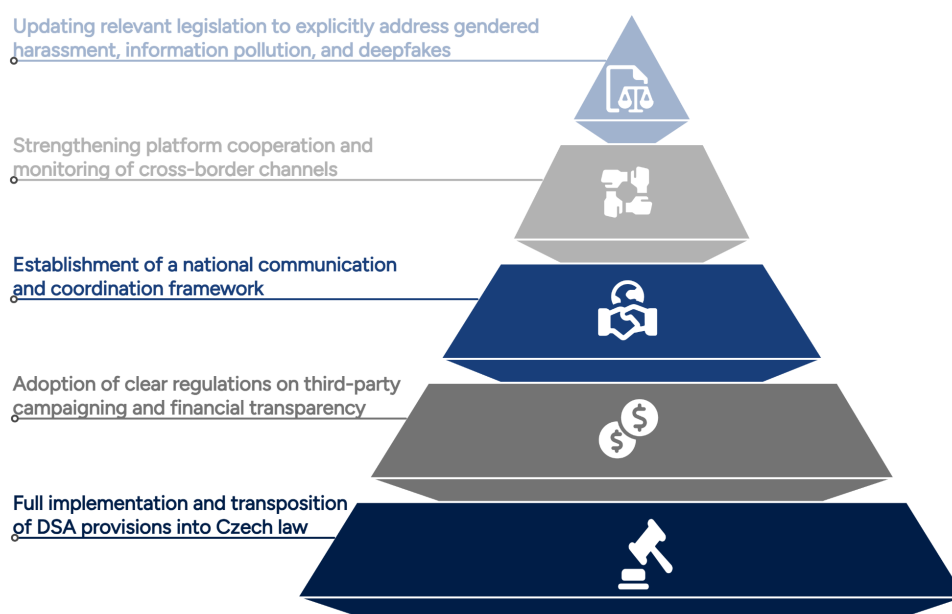 Updating relevant legislation to explicitly address gendered
harassment, information pollution, and deepfakes
Strengthening platform cooperation and
monitoring of cross-border channels
Establishment of a national communication
and coordination framework
Adoption of clear regulations on third-party
campaigning and financial transparency
$
$
Full implementation and transposition
of DSA provisions into Czech law